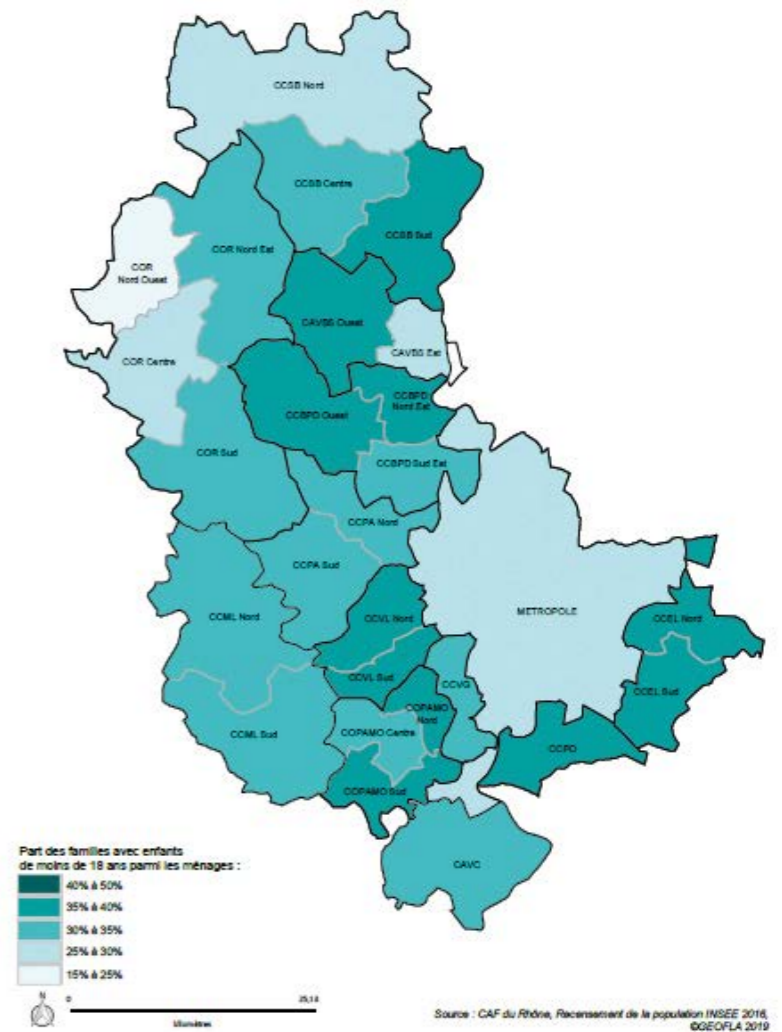 CCSB Nord
CCSB Centre
CCSB Sud
COR Nord Est
COR
Nord Ouest
CAVBS Ouest
COR Centre
CAVBS Est
CCBPD
Nord Est
CCBPD Ouest
COR Sud
CCBPD Sud Est
CCPA Nord
CCPA Sud
METROPOLE
CCML Nord
CCVL Nord
CCEL Nord
CCVL Sud
CCVG
CCEL Sud
COPAMO
Nord
CCML Sud
COPAMO Centre
CCPO
COPAMO Sud
CAVC
Part des familles avec enfants
de moins de 18 ans parmi les ménages :
40% à 50%
35% à 40%
30% à 35%
25% à 30%
15% à 25%
N
0
Kilomètres
Source : CAF du Rhône, Recensement de la population INSEE 2016,
©GEOFLA 2019